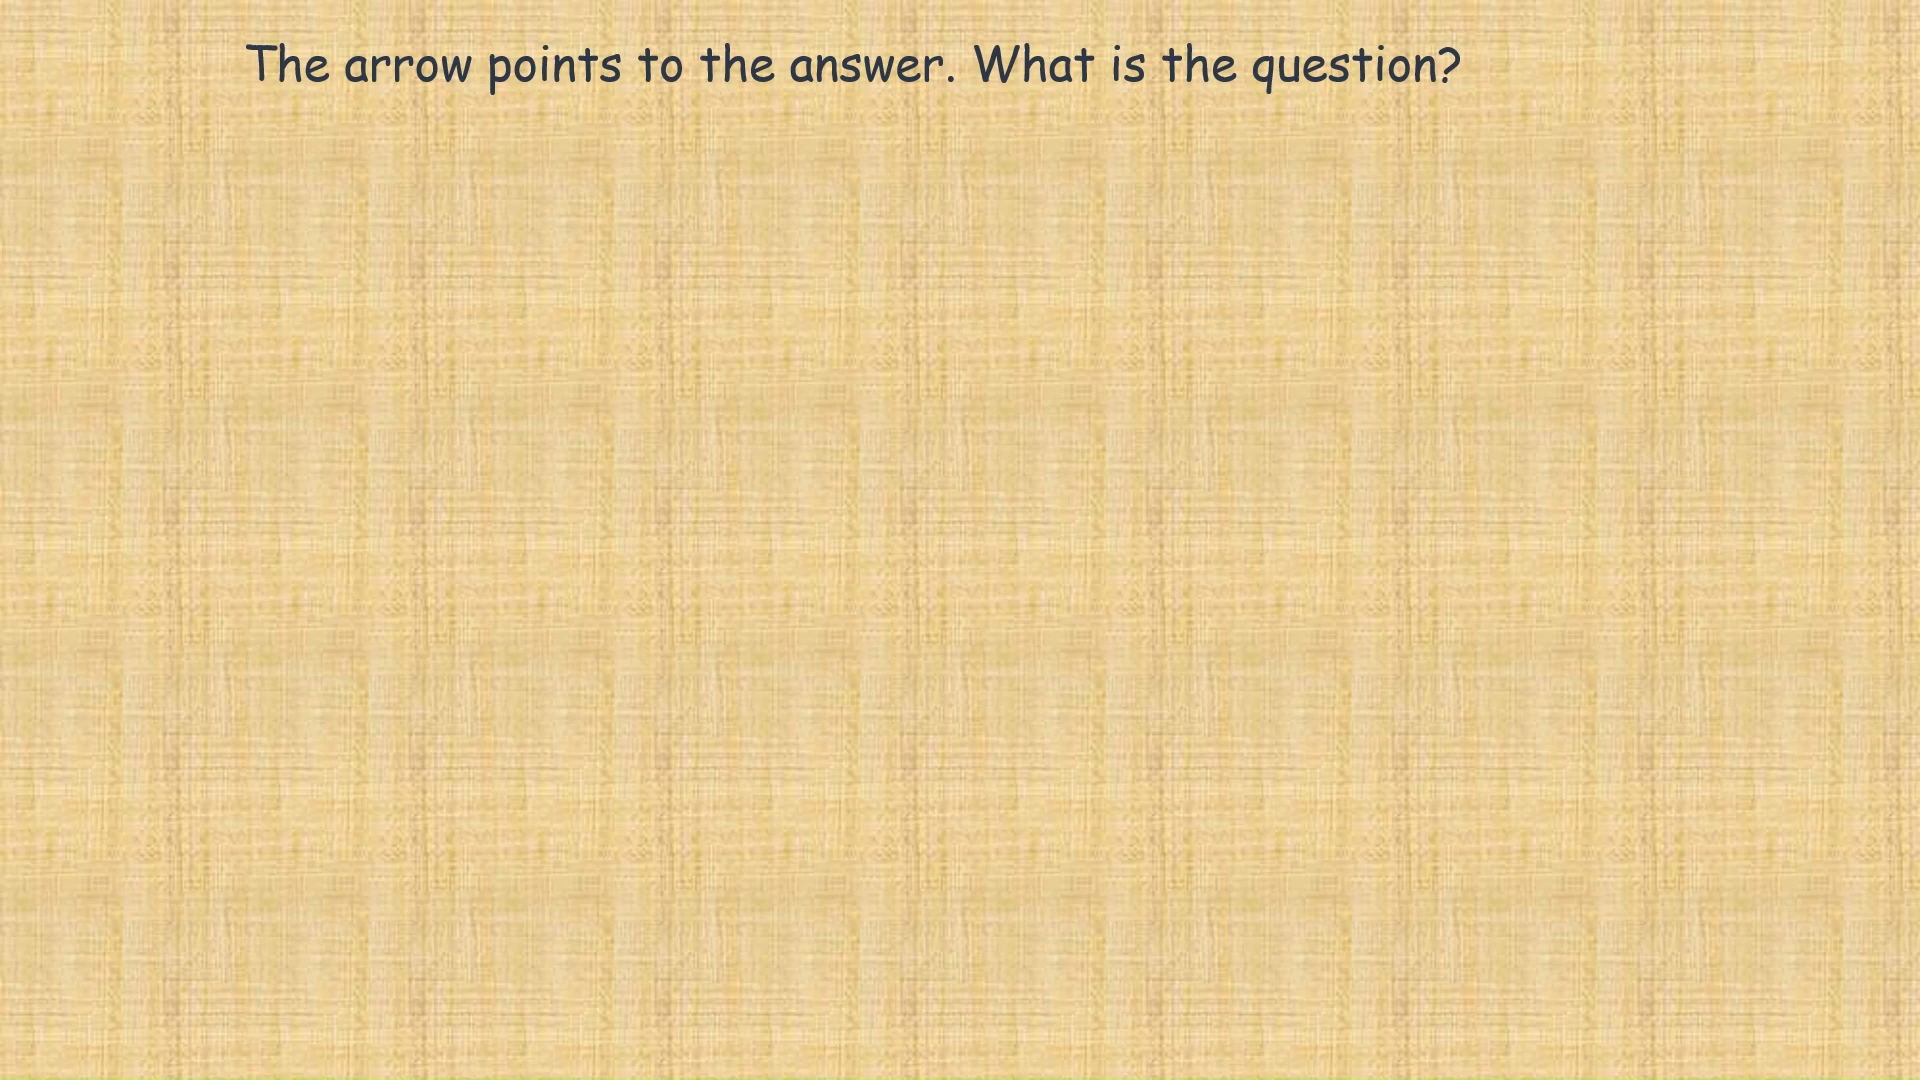 The arrow points to the answer. What is the question?